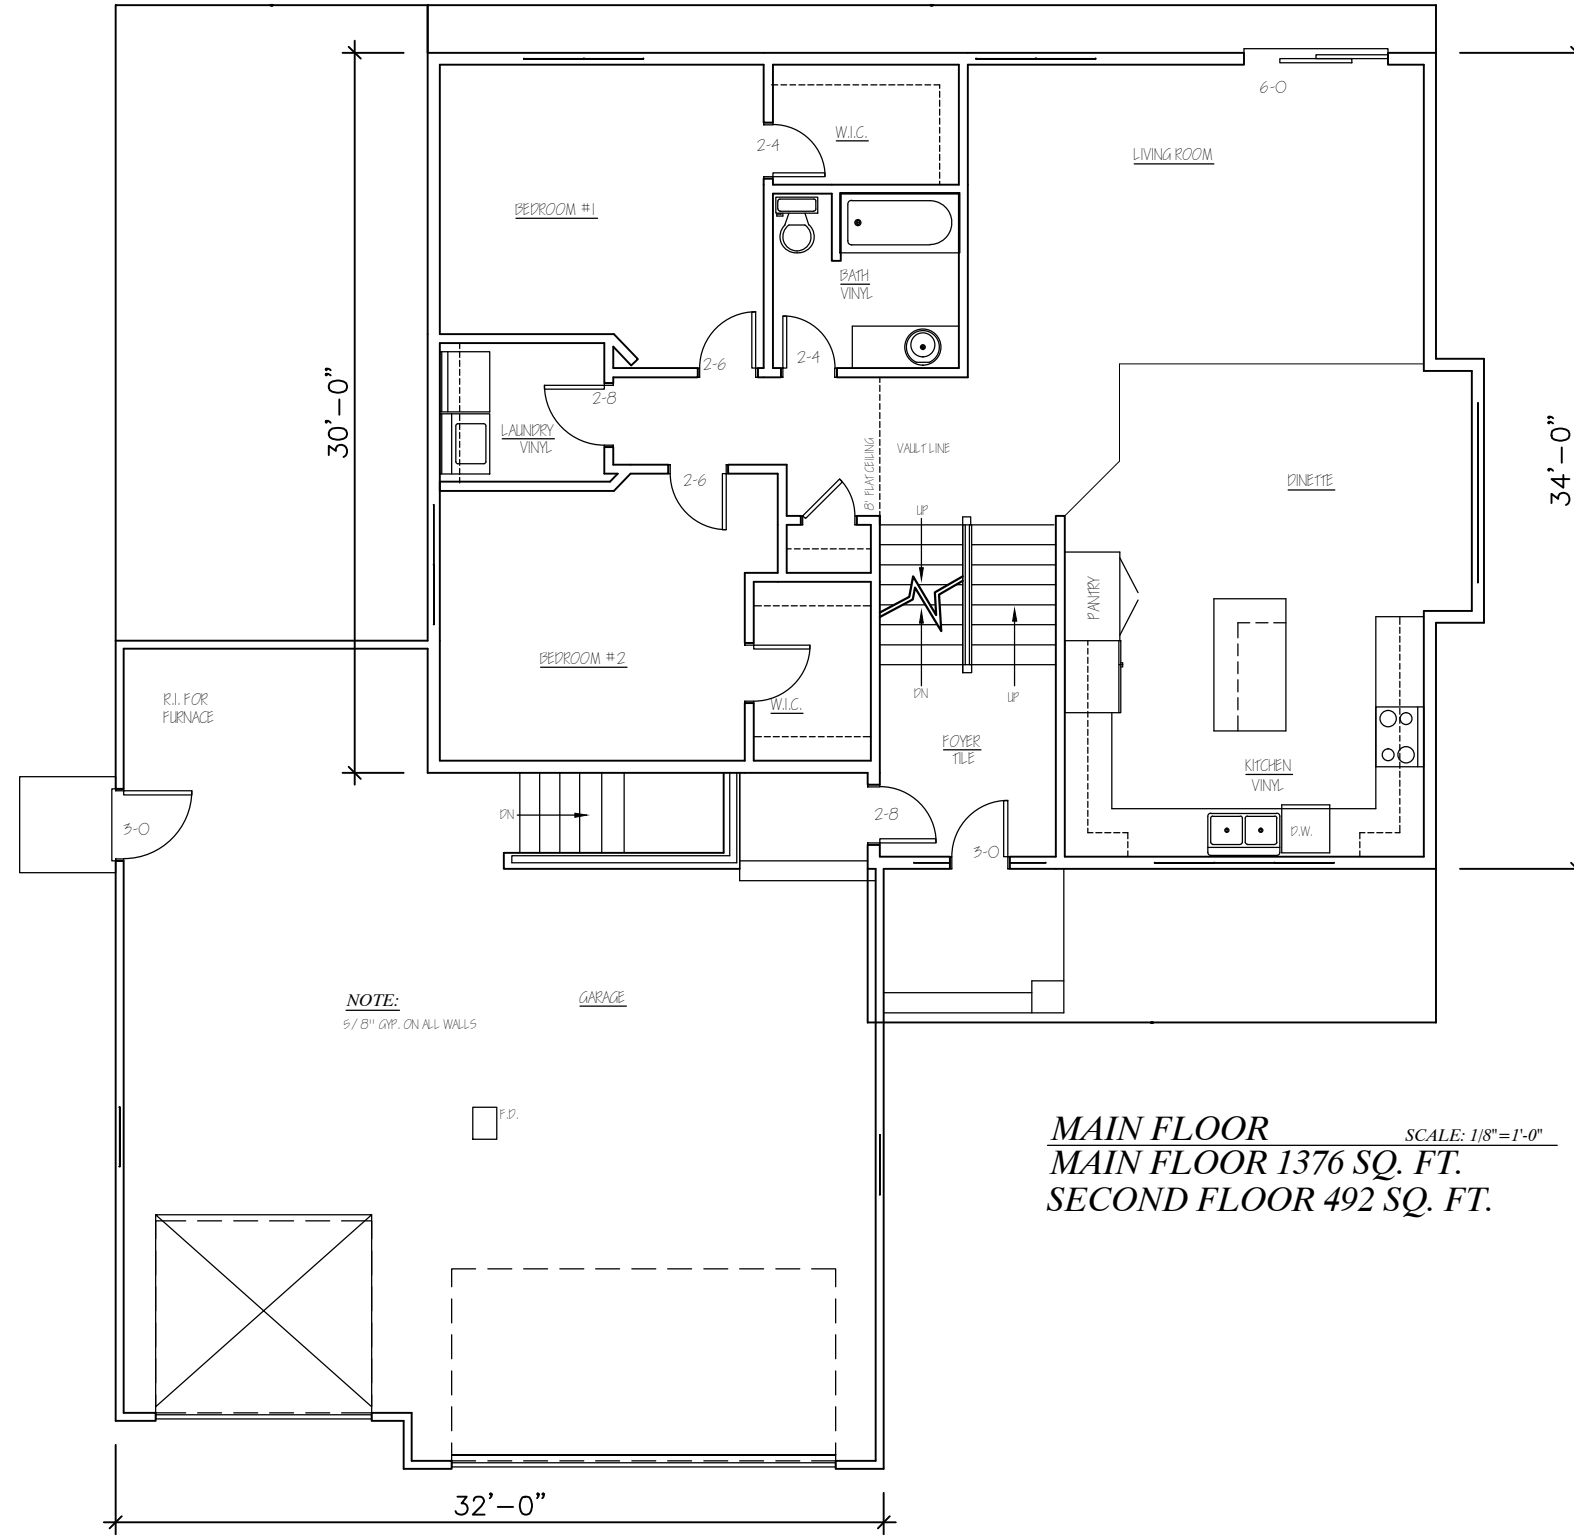 6-0
W.I.C.
2-4
LIVING ROOM
BEDROOM #1
BATH
VINYL
2-6
2-4
2-8
30'-0"
LAUNDRY
VINYL
8' FLAT CEILING
VAULT LINE
34'-0"
2-6
DINETTE
UP
PANTRY
BEDROOM #2
R.I. FOR
FURNACE
W.I.C.
DN
UP
FOYER
TILE
KITCHEN
VINYL
DN
2-8
3-0
D.W.
3-0
NOTE:
5/8" GYP. ON ALL WALLS
GARAGE
F.D.
MAIN FLOOR
SCALE: 1/8"=1'-0"
MAIN FLOOR 1376 SQ. FT.
SECOND FLOOR 492 SQ. FT.
32'-0"